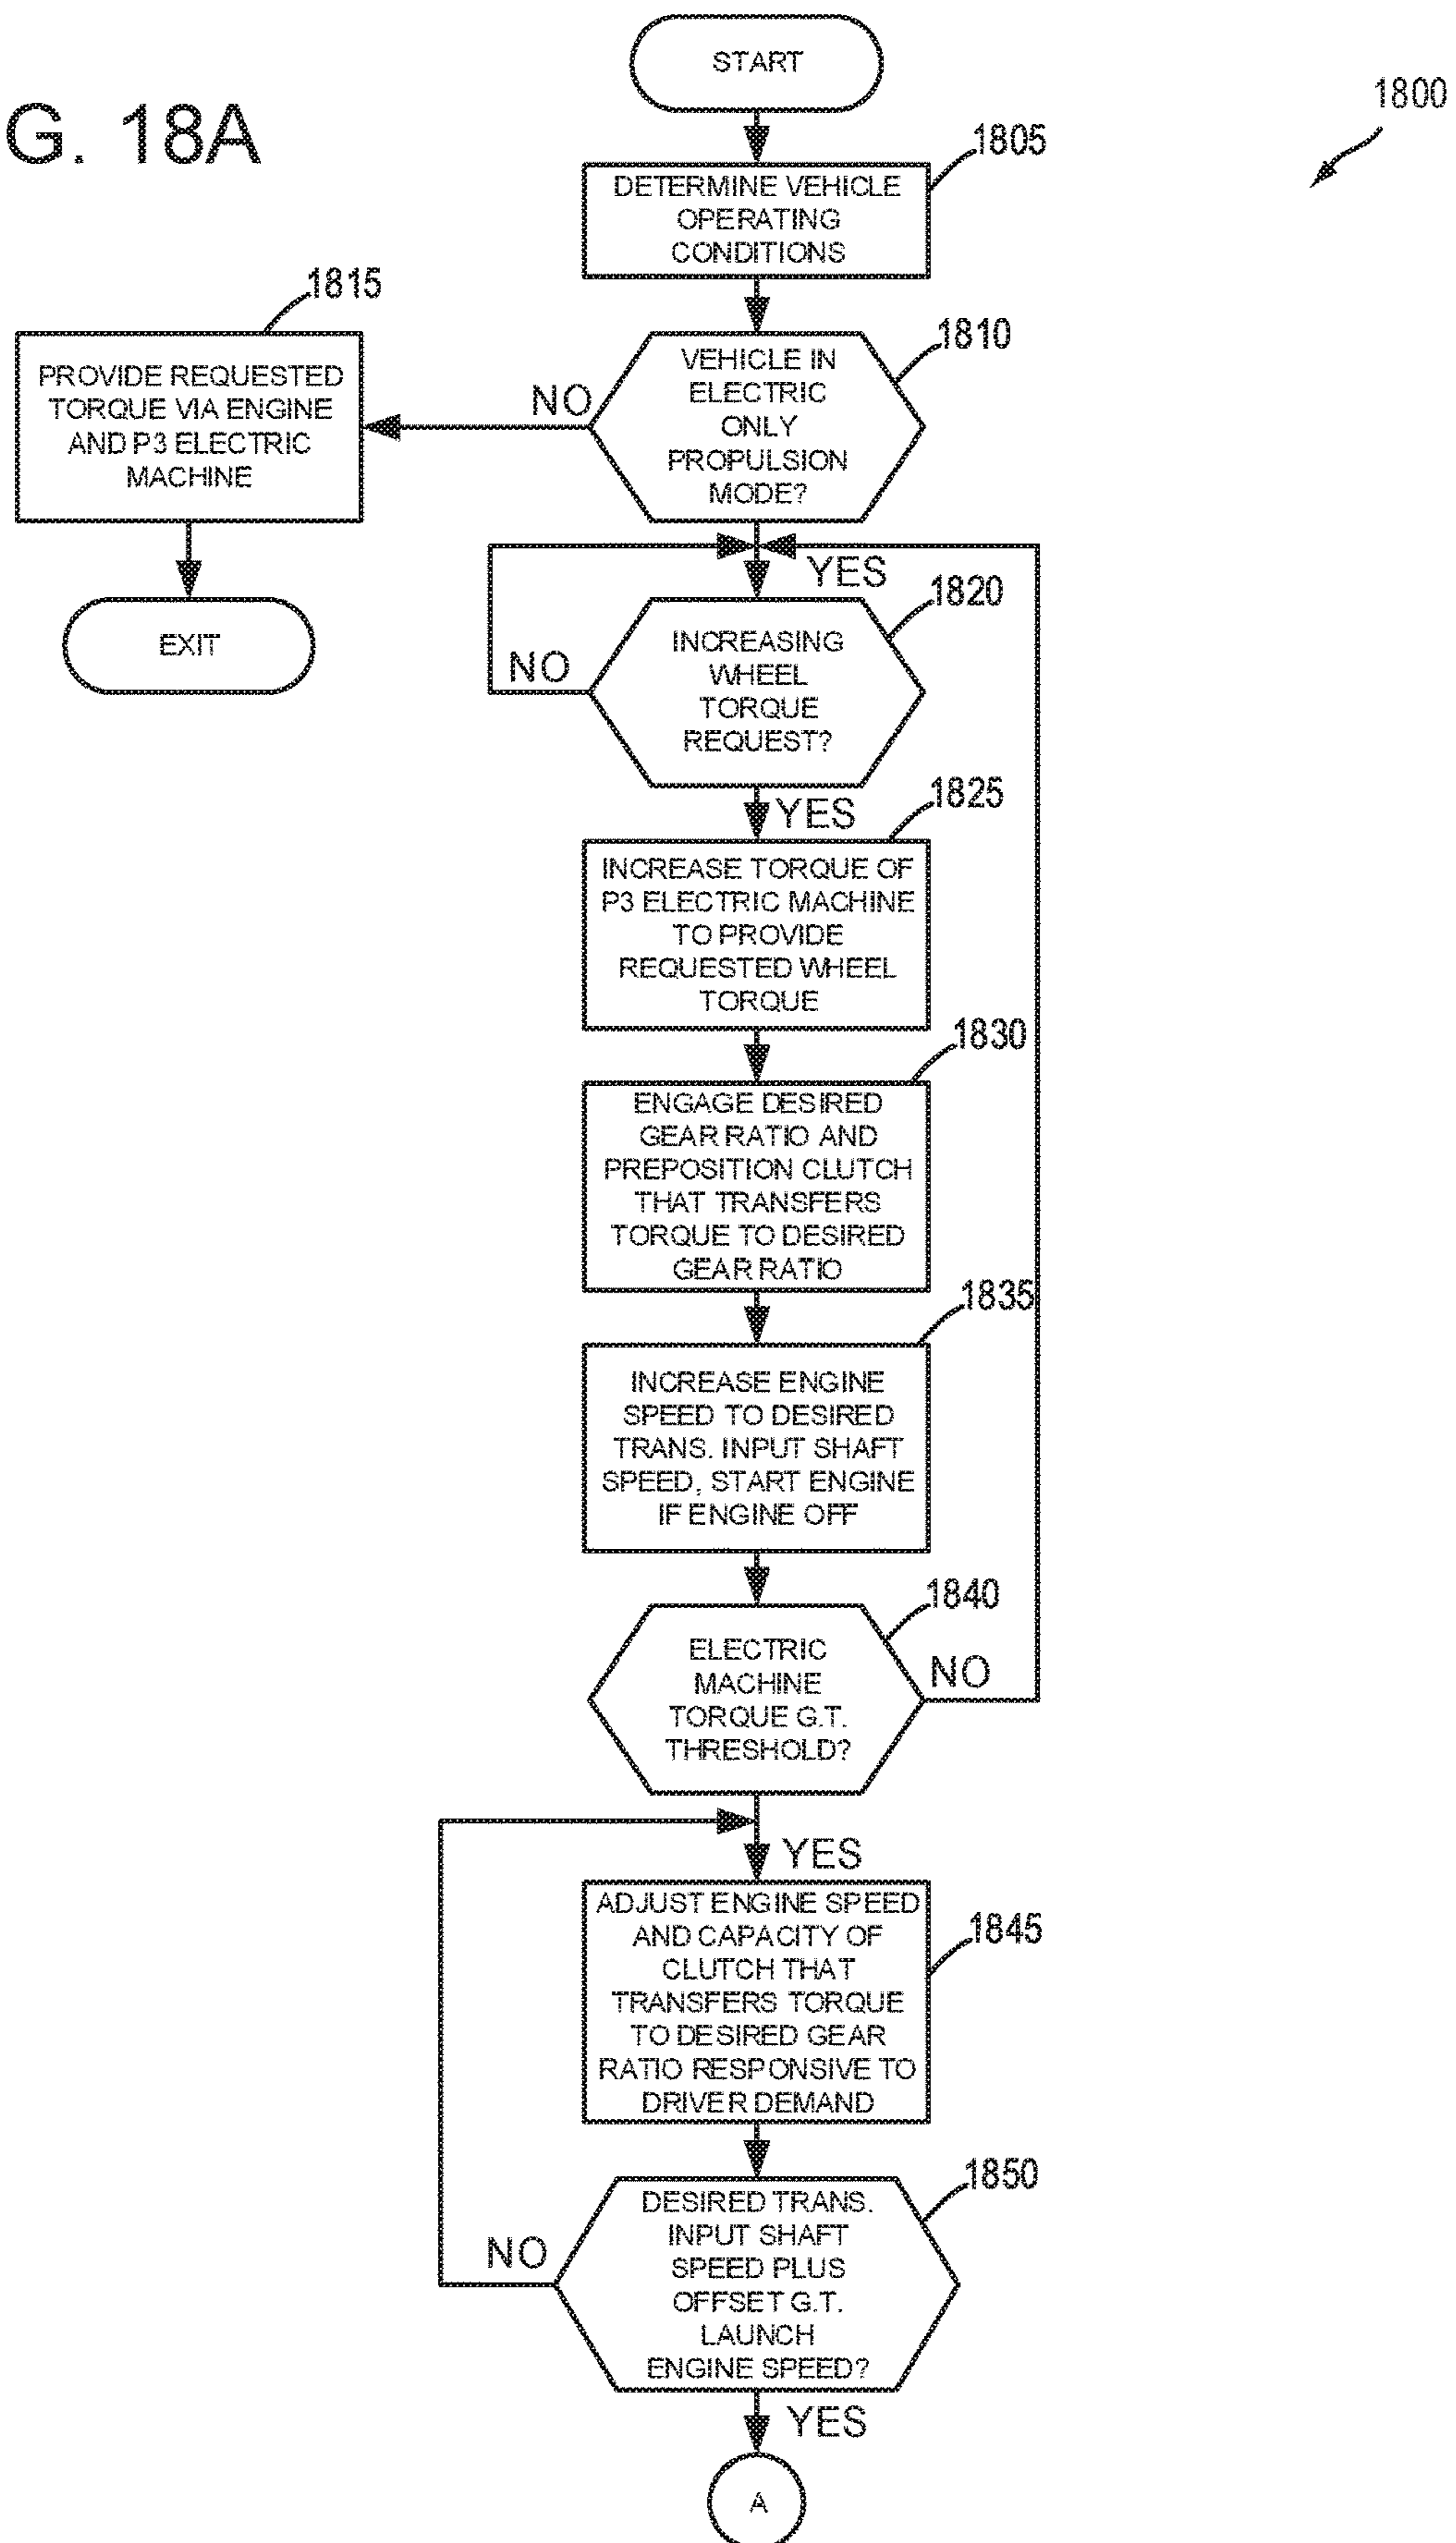 START
G. 18A
1800
1805
DETERMINE VEHICLE
OPERATING
CONDITIONS
1815
1810
PROVIDE REQUESTED
TORQUE VIA ENGINE
AND P3 ELECTRIC
MACHINE
NO
VEHICLE IN
ELECTRIC
ONLY
PROPULSION
MODE?
YES
EXIT
1820
NO
INCREASING
WHEEL
TORQUE
REQUEST?
YES
1825
INCREASE TORQUE OF
P3 ELECTRIC MACHINE
TO PROVIDE
REQUESTED WHEEL
TORQUE
1830
ENGAGE DESIRED
GEAR RATIO AND
PREPOSITION CLUTCH
THAT TRANSFERS
TORQUE TO DESIRED
GEAR RATIO
1835
INCREASE ENGINE
SPEED TO DESIRED
TRANS. INPUT SHAFT
SPEED, START ENGINE
IF ENGINE OFF
1840
ELECTRIC
MACHINE
TORQUE G.T.
THRESHOLD?
NO
YES
ADJUST ENGINE SPEED
AND CAPACITY OF
CLUTCH THAT
TRANSFERS TORQUE
TO DESIRED GEAR
RATIO RESPONSIVE TO
DRIVER DEMAND
1845
1850
NO
DESIRED TRANS.
INPUT SHAFT
SPEED PLUS
OFFSET G.T.
LAUNCH
ENGINE SPEED?
YES
A